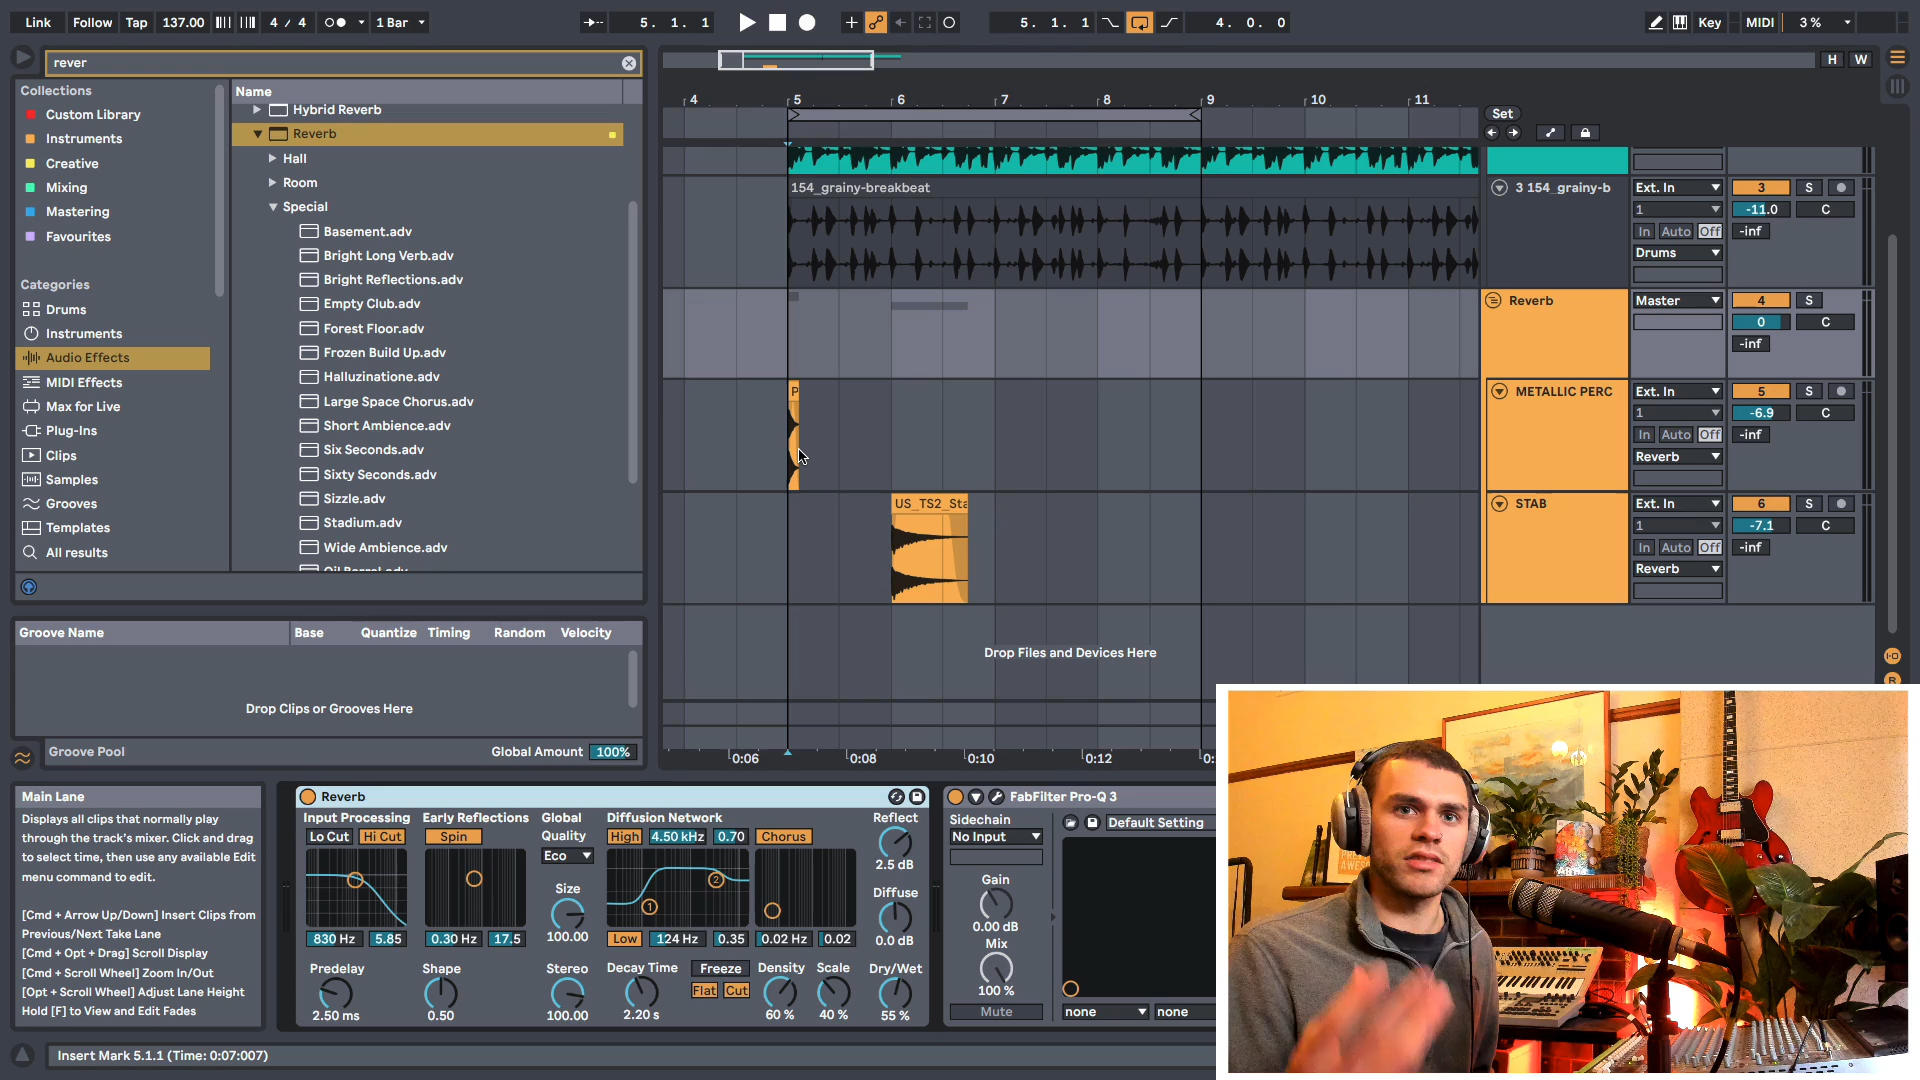 Link Follow Tap 137.00 4 / 4 1 Bar 5. 1. 1 5. 1. 1 4. 0. 0 Key MIDI 3 %
rever
H W
Collections
Custom Library
Instruments
Creative
Mixing
Mastering
Favourites
Categories
Drums
Instruments
Audio Effects
MIDI Effects
Max for Live
Plug-Ins
Clips
Samples
Grooves
Templates
All results
Name
Hybrid Reverb
Reverb
Hall
Room
Special
Basement.adv
Bright Long Verb.adv
Bright Reflections.adv
Empty Club.adv
Forest Floor.adv
Frozen Build Up.adv
Halluzinatione.adv
Large Space Chorus.adv
Short Ambience.adv
Six Seconds.adv
Sixty Seconds.adv
Sizzle.adv
Stadium.adv
Wide Ambience.adv
Oil Barrel.adv
4 5 6 7 8 9 10 11
Set
154_grainy-breakbeat
3 154_grainy-b Ext. In 3 S
1 -11.0 C
In Auto Off -inf
Drums
Reverb Master 4 S
0 C
-inf
P
METALLIC PERC Ext. In 5 S
1 -6.9 C
In Auto Off -inf
Reverb
US_TS2_Sta
STAB Ext. In 6 S
1 -7.1 C
In Auto Off -inf
Reverb
Drop Files and Devices Here
0:06 0:08 0:10 0:12
Groove Name Base Quantize Timing Random Velocity
Drop Clips or Grooves Here
Groove Pool Global Amount 100%
Main Lane
Displays all clips that normally play
through the track's mixer. Click and drag
to select time, then use any available Edit
menu command to edit.
[Cmd + Arrow Up/Down] Insert Clips from
Previous/Next Take Lane
[Cmd + Opt + Drag] Scroll Display
[Cmd + Scroll Wheel] Zoom In/Out
[Opt + Scroll Wheel] Adjust Lane Height
Hold [F] to View and Edit Fades
Reverb
Input Processing Early Reflections Global Diffusion Network Reflect
Lo Cut Hi Cut Spin Quality High 4.50 kHz 0.70 Chorus
Eco 2.5 dB
Size Diffuse
1 2
100.00
830 Hz 5.85 0.30 Hz 17.5 Low 124 Hz 0.35 0.02 Hz 0.02 0.0 dB
Predelay Shape Stereo Decay Time Freeze Density Scale Dry/Wet
Flat Cut
2.50 ms 0.50 100.00 2.20 s 60 % 40 % 55 %
FabFilter Pro-Q 3
Sidechain
No Input Default Setting
Gain
0.00 dB
Mix
100 %
Mute none none
Insert Mark 5.1.1 (Time: 0:07:007)